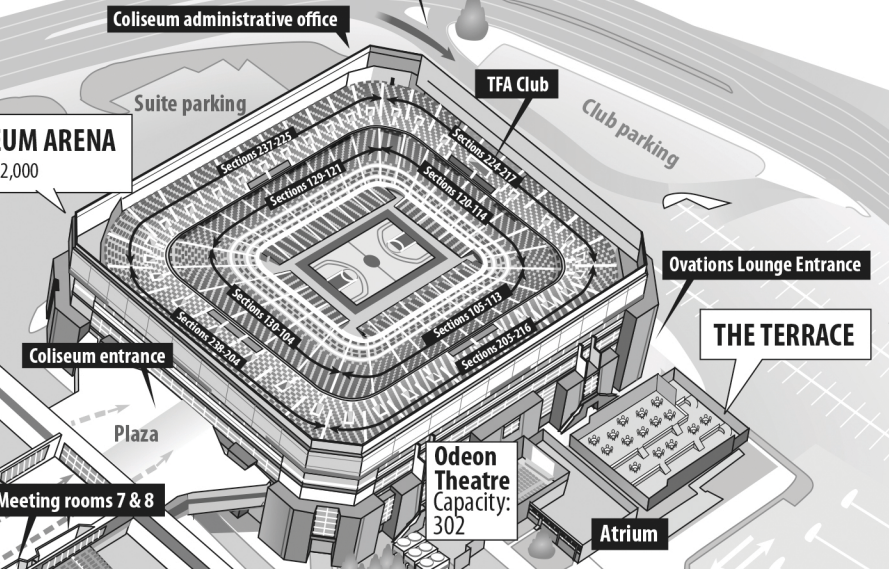 Coliseum administrative office
TFA Club
Suite parking
Club parking
UM ARENA
2,000
Sections 237-225
Sections 224-217
Sections 129-121
Sections 120-114
Ovations Lounge Entrance
THE TERRACE
Sections 130-104
Sections 105-113
Sections 238-204
Sections 205-216
Coliseum entrance
Plaza
Odeon
Theatre
Capacity:
302
Meeting rooms 7 & 8
Atrium